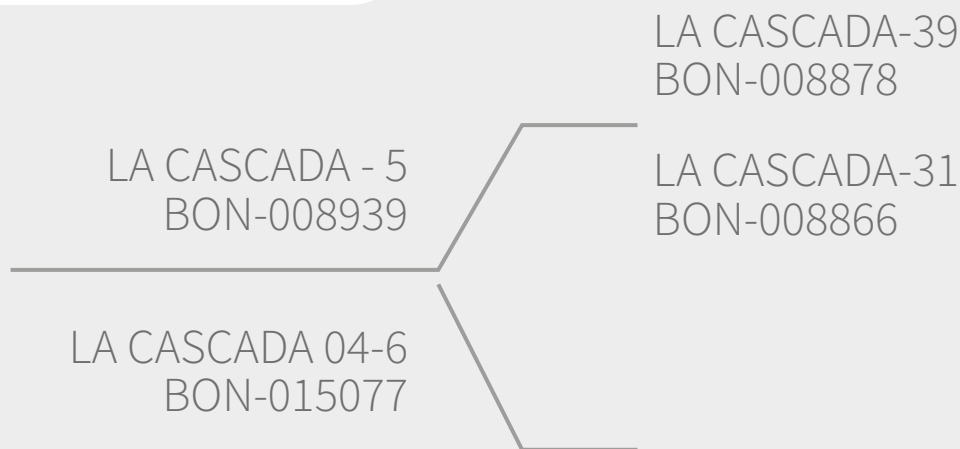 LA CASCADA-39
BON-008878
LA CASCADA - 5
BON-008939
LA CASCADA-31
BON-008866
LA CASCADA 04-6
BON-015077